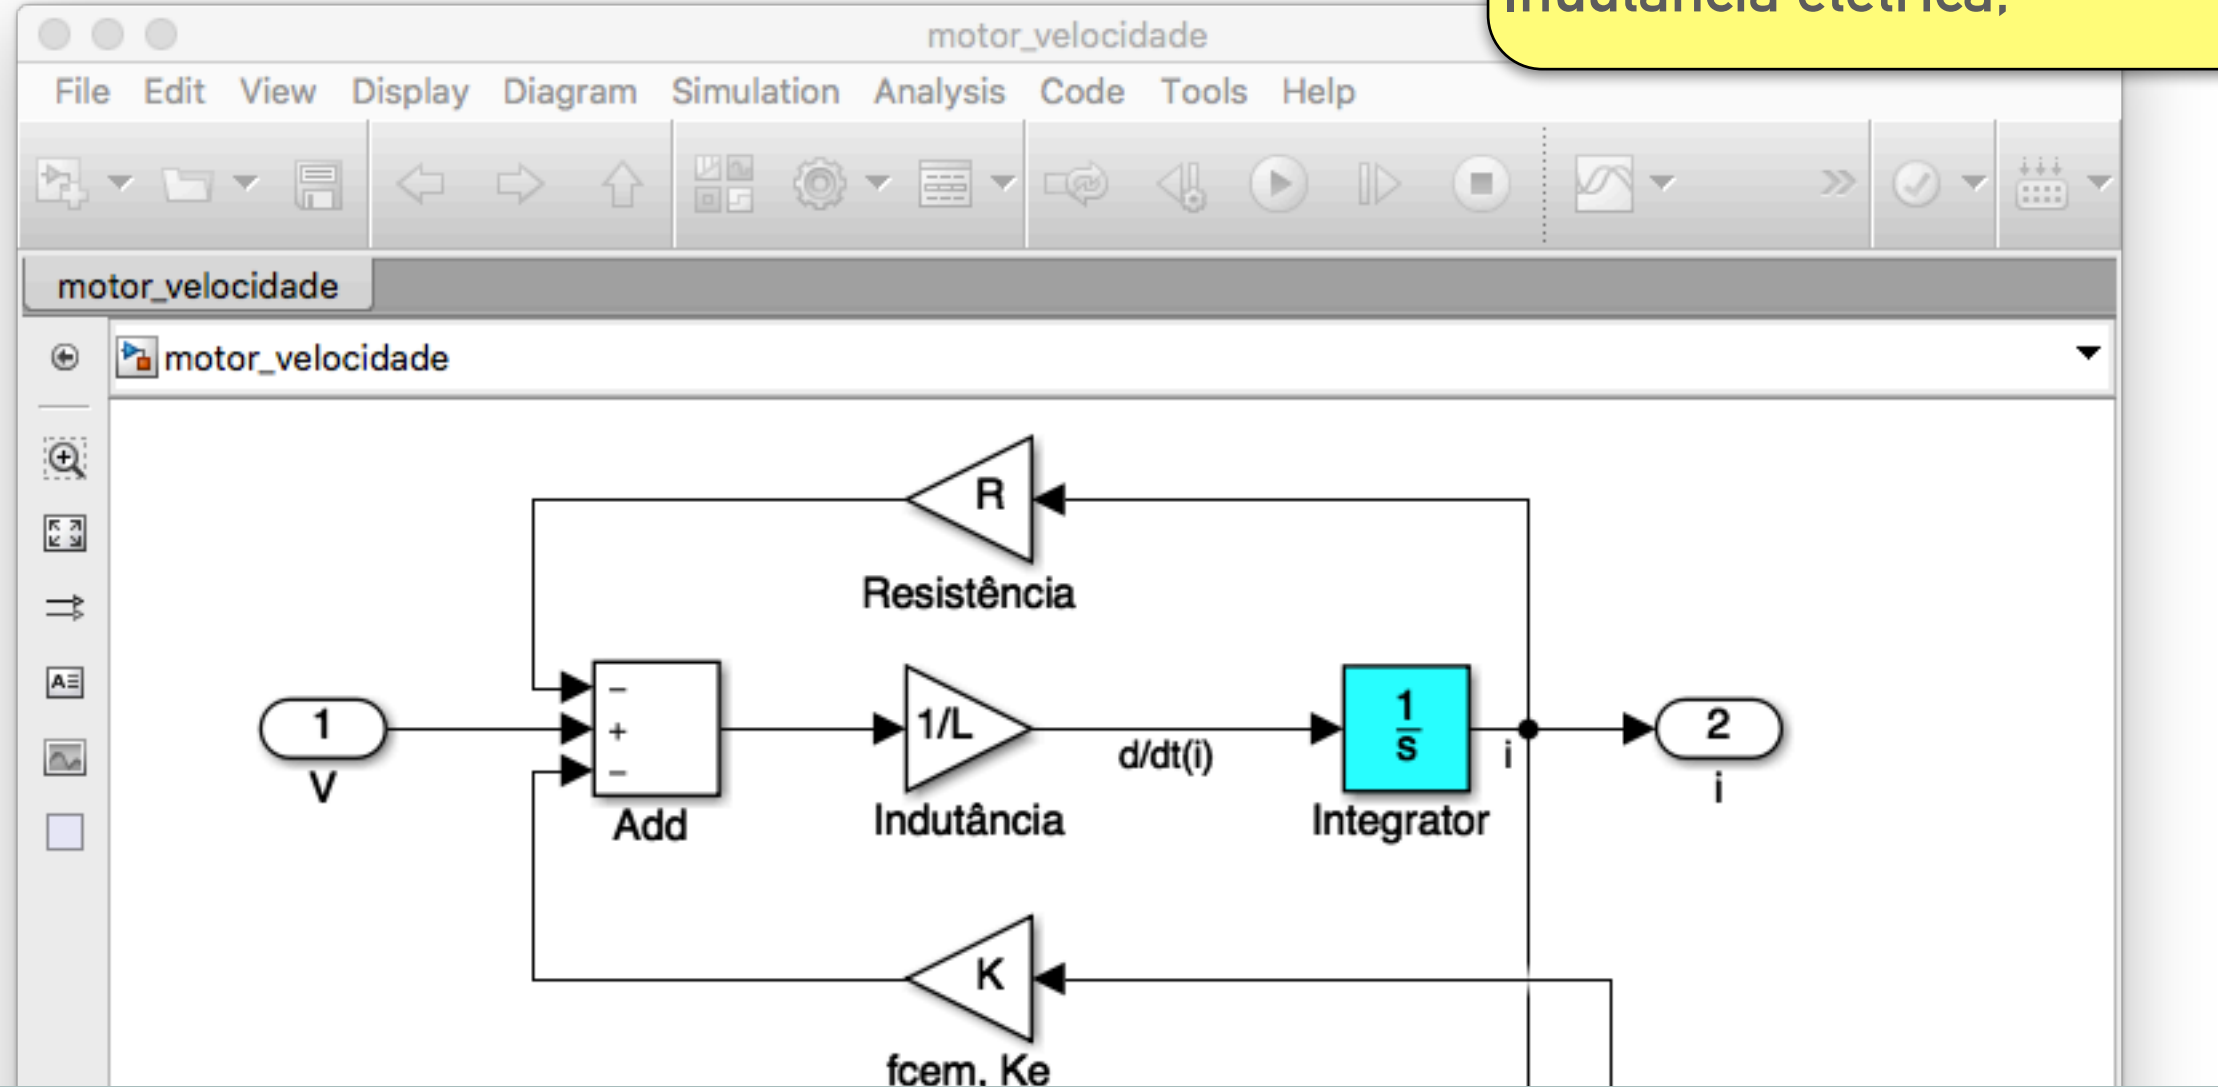 indutância elétrica;
motor_velocidade
File Edit View Display Diagram Simulation Analysis Code Tools Help
motor_velocidade
motor_velocidade
R
Resistência
1
V
−
+
−
Add
1/L
Indutância
d/dt(i)
1
s
Integrator
i
2
i
K
fcem, Ke